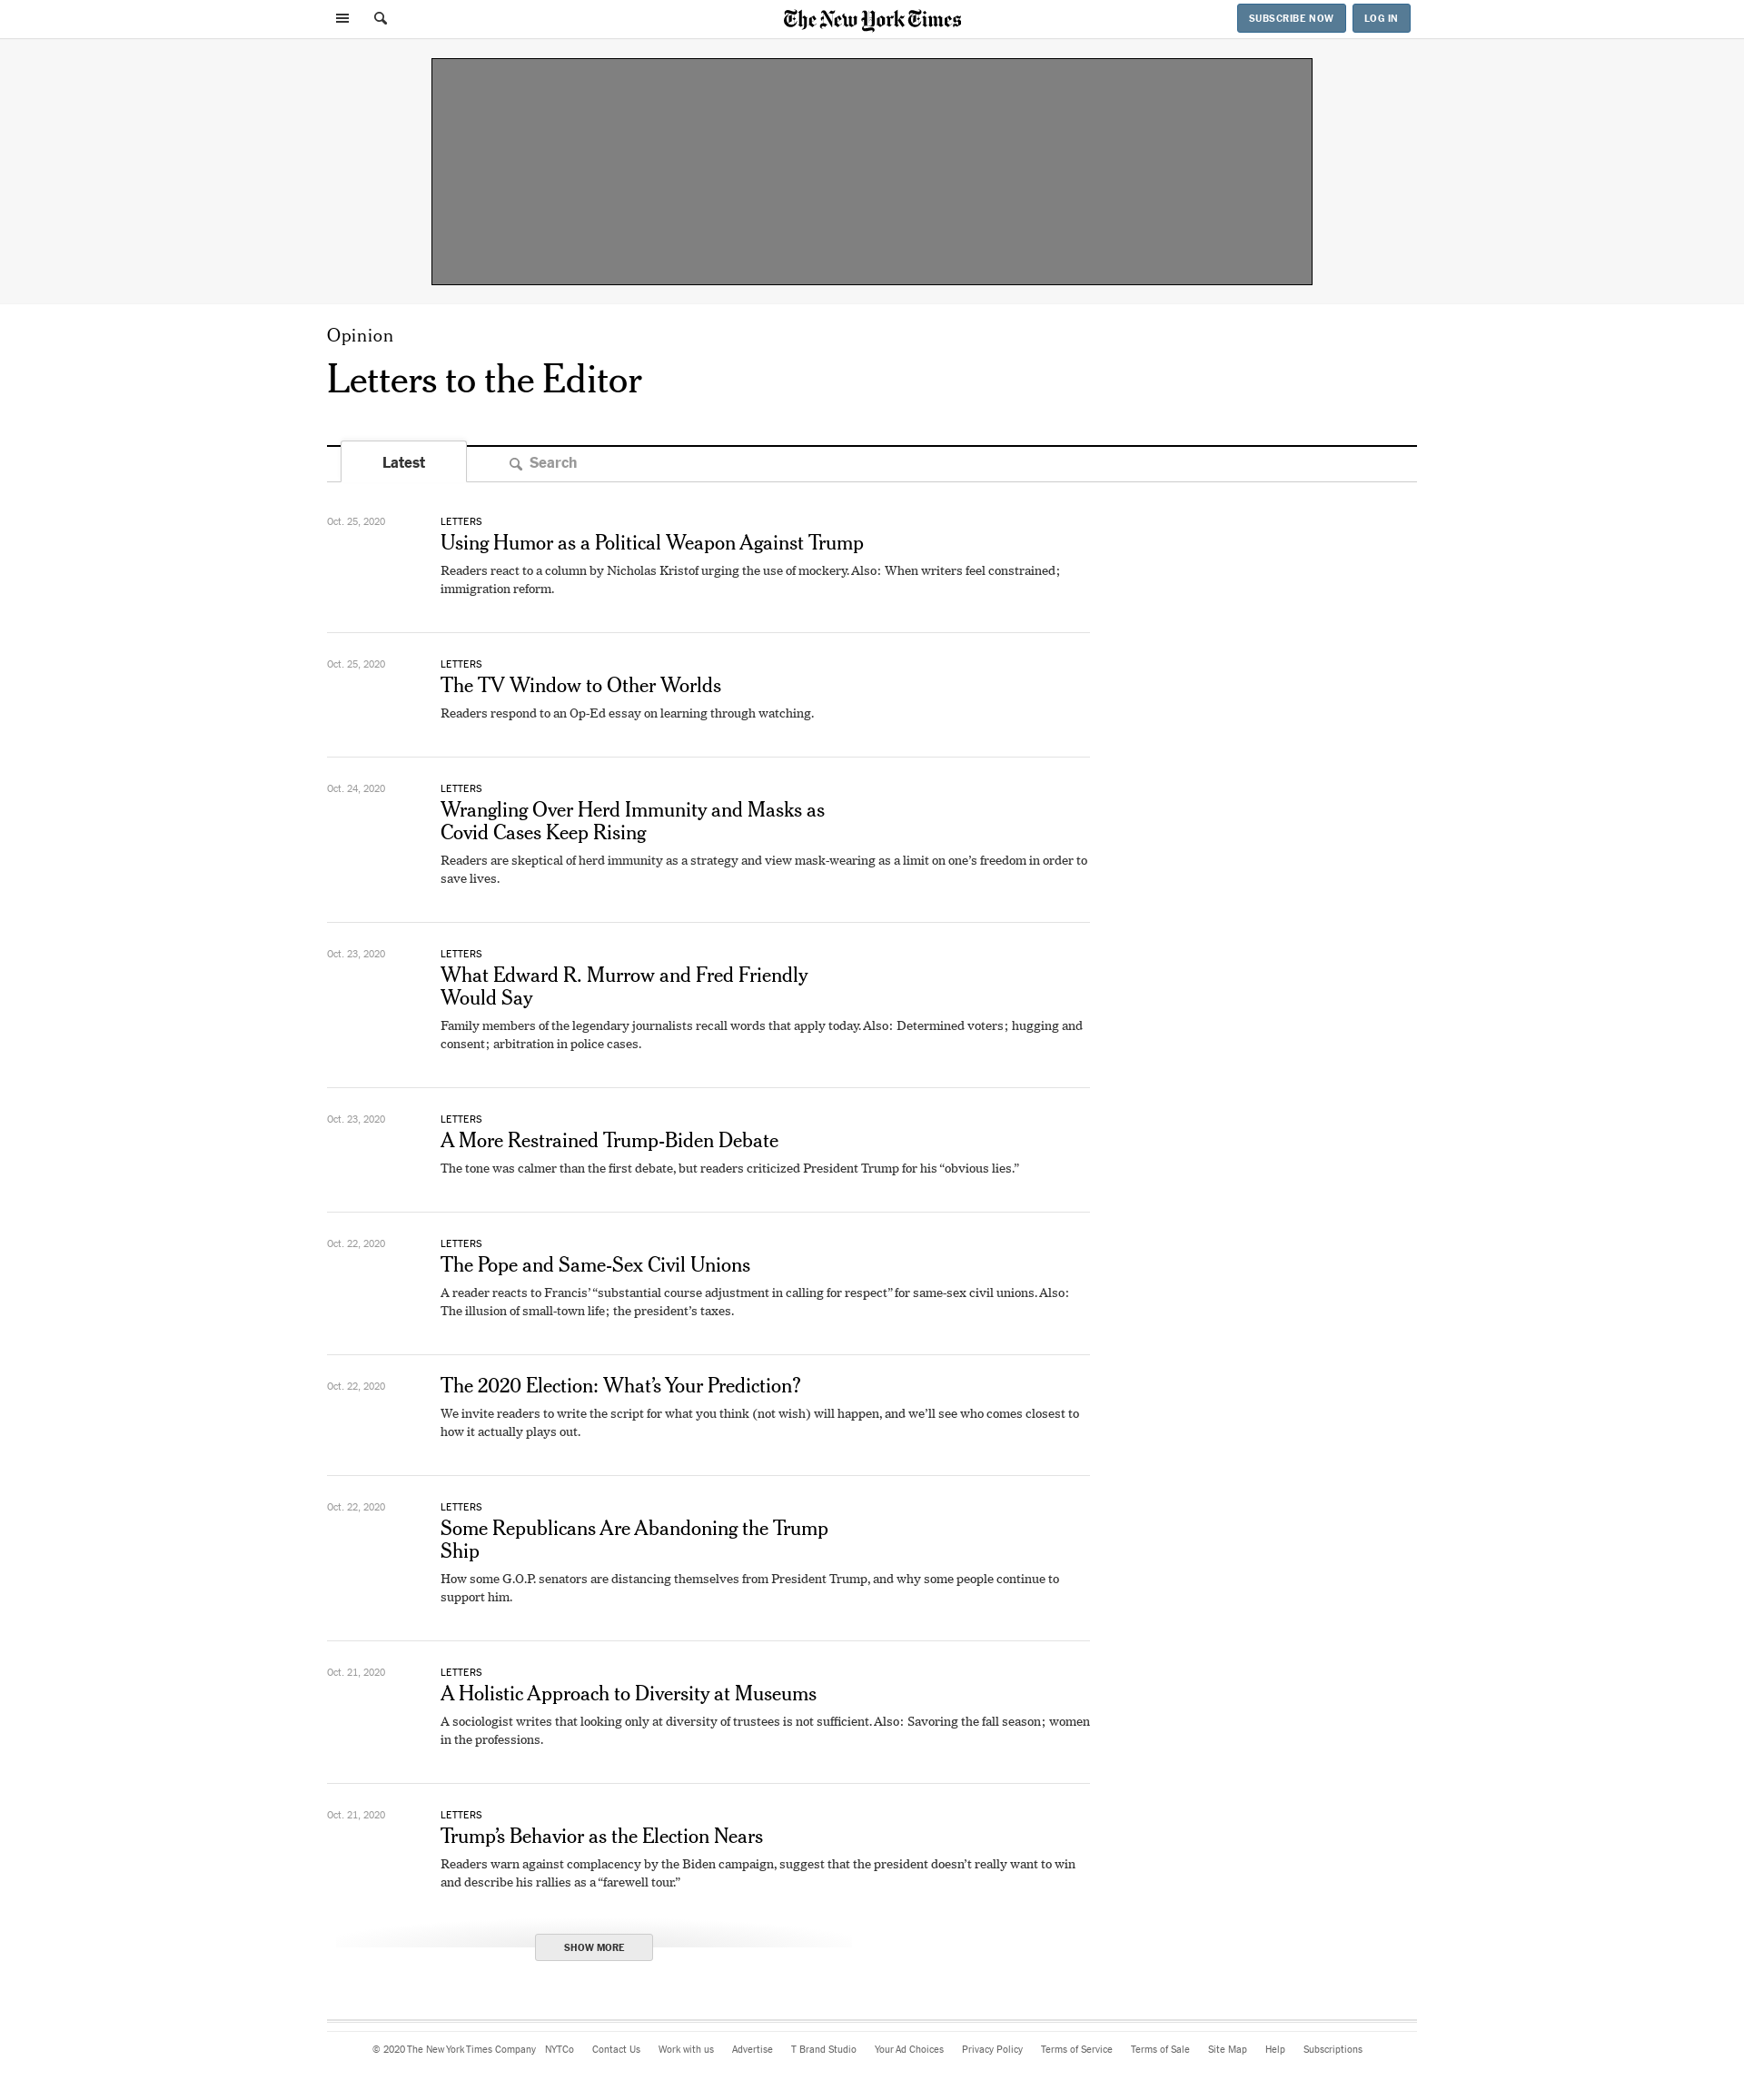 The New York Times
SUBSCRIBE NOW
LOG IN
Opinion
Letters to the Editor
Latest
Search
Oct. 25, 2020
LETTERS
Using Humor as a Political Weapon Against Trump
Readers react to a column by Nicholas Kristof urging the use of mockery. Also: When writers feel constrained;
immigration reform.
Oct. 25, 2020
LETTERS
The TV Window to Other Worlds
Readers respond to an Op-Ed essay on learning through watching.
Oct. 24, 2020
LETTERS
Wrangling Over Herd Immunity and Masks as
Covid Cases Keep Rising
Readers are skeptical of herd immunity as a strategy and view mask-wearing as a limit on one’s freedom in order to
save lives.
Oct. 23, 2020
LETTERS
What Edward R. Murrow and Fred Friendly
Would Say
Family members of the legendary journalists recall words that apply today. Also: Determined voters; hugging and
consent; arbitration in police cases.
Oct. 23, 2020
LETTERS
A More Restrained Trump-Biden Debate
The tone was calmer than the first debate, but readers criticized President Trump for his “obvious lies.”
Oct. 22, 2020
LETTERS
The Pope and Same-Sex Civil Unions
A reader reacts to Francis’ “substantial course adjustment in calling for respect” for same-sex civil unions. Also:
The illusion of small-town life; the president’s taxes.
Oct. 22, 2020
The 2020 Election: What’s Your Prediction?
We invite readers to write the script for what you think (not wish) will happen, and we’ll see who comes closest to
how it actually plays out.
Oct. 22, 2020
LETTERS
Some Republicans Are Abandoning the Trump
Ship
How some G.O.P. senators are distancing themselves from President Trump, and why some people continue to
support him.
Oct. 21, 2020
LETTERS
A Holistic Approach to Diversity at Museums
A sociologist writes that looking only at diversity of trustees is not sufficient. Also: Savoring the fall season; women
in the professions.
Oct. 21, 2020
LETTERS
Trump’s Behavior as the Election Nears
Readers warn against complacency by the Biden campaign, suggest that the president doesn’t really want to win
and describe his rallies as a “farewell tour.”
SHOW MORE
© 2020 The New York Times Company NYTCo Contact Us Work with us Advertise T Brand Studio Your Ad Choices Privacy Policy Terms of Service Terms of Sale Site Map Help Subscriptions